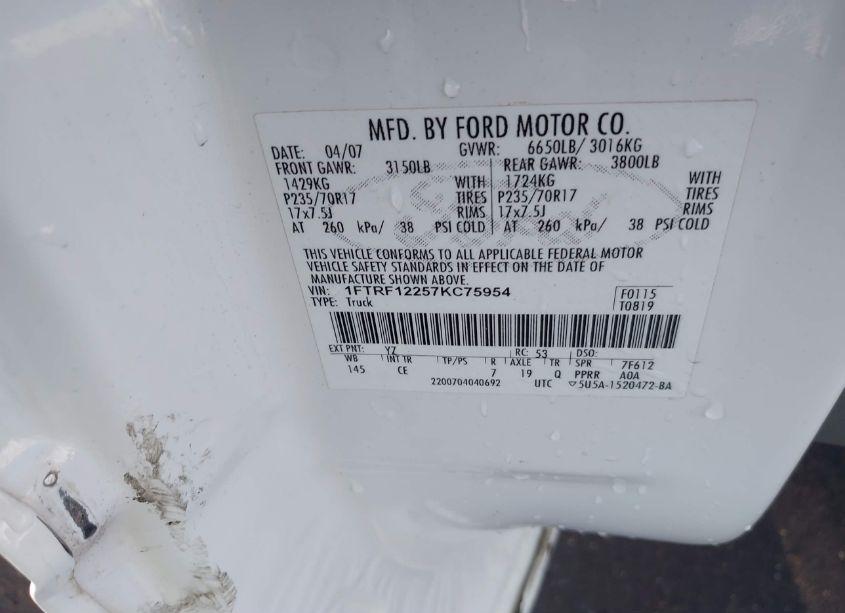 MFD. BY FORD MOTOR CO.
DATE: 04/07 GVWR: 6650LB/ 3016KG
FRONT GAWR: 3150LB REAR GAWR: 3800LB
1429KG WITH 1724KG WITH
P235/70R17 TIRES P235/70R17 TIRES
17x7.5J RIMS 17x7.5J RIMS
AT 260 kPa/ 38 PSI COLD AT 260 kPa/ 38 PSI COLD
THIS VEHICLE CONFORMS TO ALL APPLICABLE FEDERAL MOTOR
VEHICLE SAFETY STANDARDS IN EFFECT ON THE DATE OF
MANUFACTURE SHOWN ABOVE.
VIN: 1FTRF12257KC75954 F0115
TYPE: Truck T0819
EXT PNT: YZ RC: 53 DSO:
WB INT TR TP/PS R AXLE TR SPR 7F612
145 CE 7 19 Q PPRR A0A
2200704040692 UTC ▽5U5A-1520472-BA